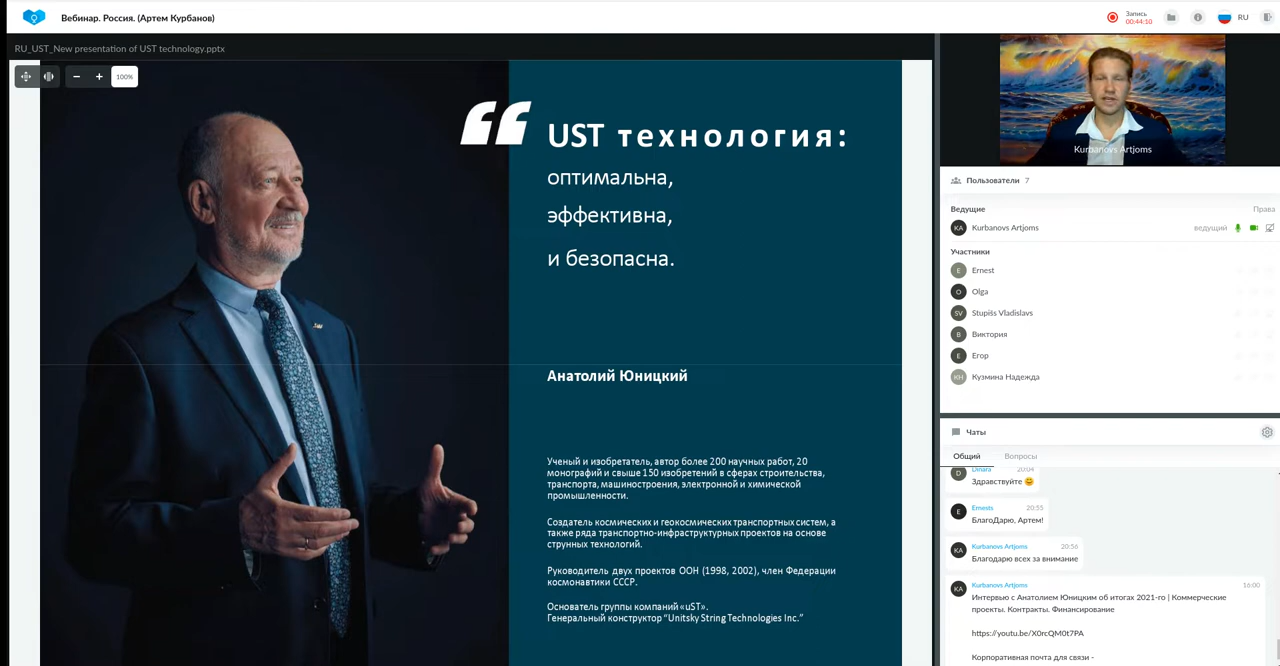 Вебинар. Россия. (Артем Курбанов)
Запись
00:44:10
RU
RU_UST_New presentation of UST technology.pptx
100%
“
UST технология:
оптимальна,
эффективна,
и безопасна.
Анатолий Юницкий
Ученый и изобретатель, автор более 200 научных работ, 20
монографий и свыше 150 изобретений в сферах строительства,
транспорта, машиностроения, электронной и химической
промышленности.
Создатель космических и геокосмических транспортных систем, а
также ряда транспортно-инфраструктурных проектов на основе
струнных технологий.
Руководитель двух проектов ООН (1998, 2002), член Федерации
космонавтики СССР.
Основатель группы компаний «uST».
Генеральный конструктор “Unitsky String Technologies Inc.”
Kurbanovs Artjoms
Пользователи 7
Ведущие Права
KA Kurbanovs Artjoms ведущий
Участники
E Ernest
O Olga
SV Stupišs Vladislavs
В Виктория
Е Егор
КН Кузмина Надежда
Чаты
Общий Вопросы
D Dinara 20:04
Здравствуйте 😊
E Ernests 20:55
БлагоДарю, Артем!
KA Kurbanovs Artjoms 20:56
Благодарю всех за внимание
KA Kurbanovs Artjoms 16:00
Интервью с Анатолием Юницким об итогах 2021-го | Коммерческие
проекты. Контракты. Финансирование
https://youtu.be/X0rcQM0t7PA
Корпоративная почта для связи -